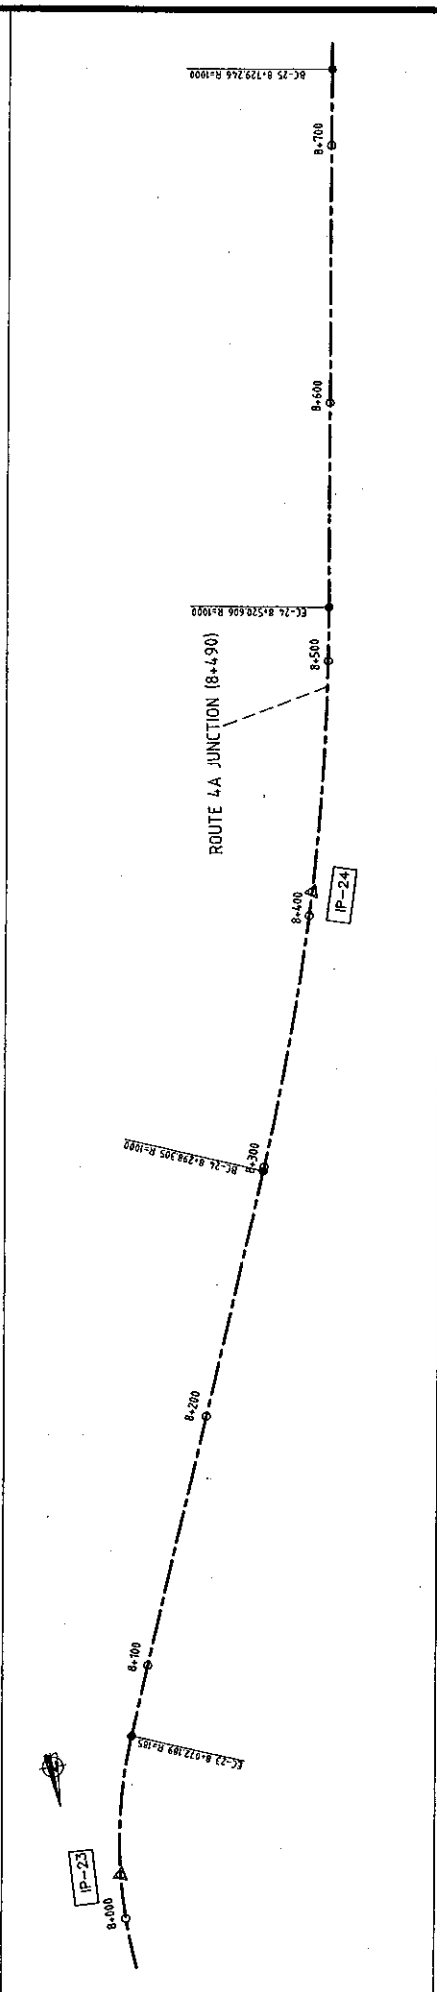 BC-25 8+729.246 R=1000
8+700
8+600
EC-24 8+520.606 R=1000
8+500
ROUTE 4A JUNCTION (8+490)
8+400
IP-24
BC-24 8+298.305 R=1000
8+300
8+200
8+100
EC-23 8+072.189 R=185
IP-23
8+000